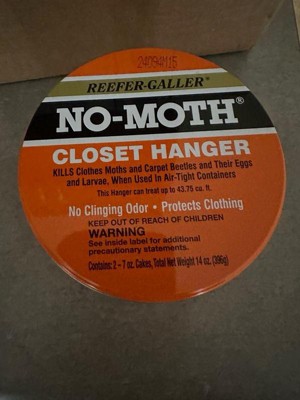 24094M15
REEFER-GALLER®
NO-MOTH®
CLOSET HANGER
KILLS Clothes Moths and Carpet Beetles and Their Eggs
and Larvae, When Used In Air-Tight Containers
This Hanger can treat up to 43.75 cu. ft.
No Clinging Odor • Protects Clothing
KEEP OUT OF REACH OF CHILDREN
WARNING
See inside label for additional
precautionary statements.
Contains: 2 – 7 oz. Cakes, Total Net Weight 14 oz. (396g)